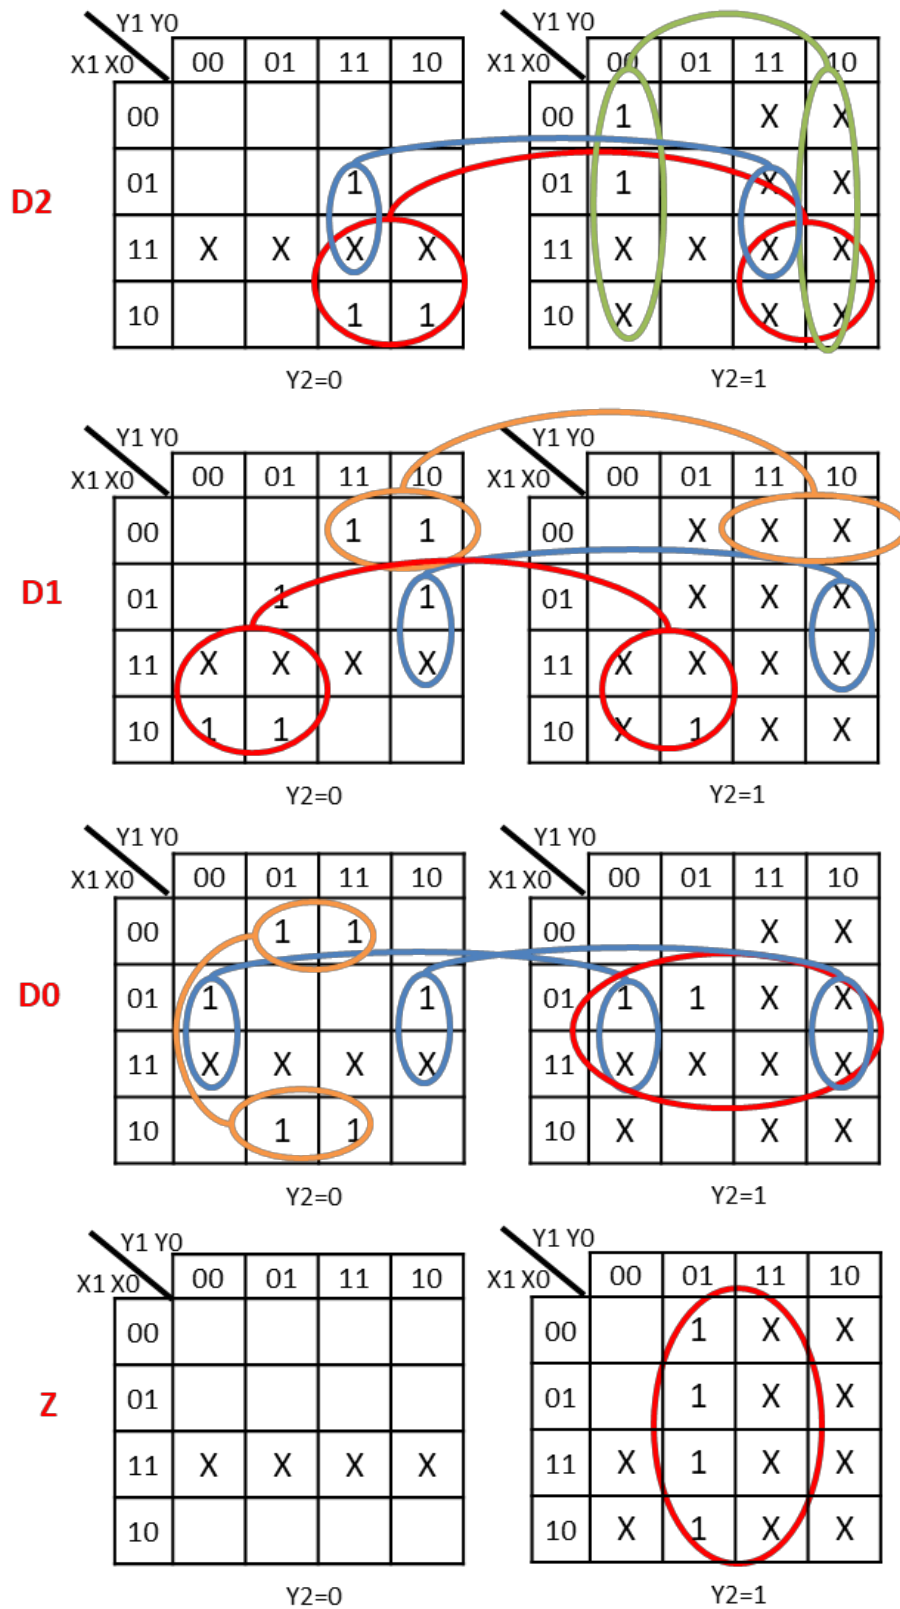 Y1 Y0 Y1 Y0
X1 X0 00 01 11 10 X1 X0 00 01 11 10
00 00 1 X X
D2 01 1 01 1 X X
11 X X X X 11 X X X X
10 1 1 10 X X X
Y2=0 Y2=1
Y1 Y0 Y1 Y0
X1 X0 00 01 11 10 X1 X0 00 01 11 10
00 1 1 00 X X X
D1 01 1 1 01 X X X
11 X X X X 11 X X X X
10 1 1 10 X 1 X X
Y2=0 Y2=1
Y1 Y0 Y1 Y0
X1 X0 00 01 11 10 X1 X0 00 01 11 10
00 1 1 00 X X
D0 01 1 1 01 1 1 X X
11 X X X X 11 X X X X
10 1 1 10 X X X
Y2=0 Y2=1
Y1 Y0 Y1 Y0
X1 X0 00 01 11 10 X1 X0 00 01 11 10
00 00 1 X X
Z 01 01 1 X X
11 X X X X 11 X 1 X X
10 10 X 1 X X
Y2=0 Y2=1